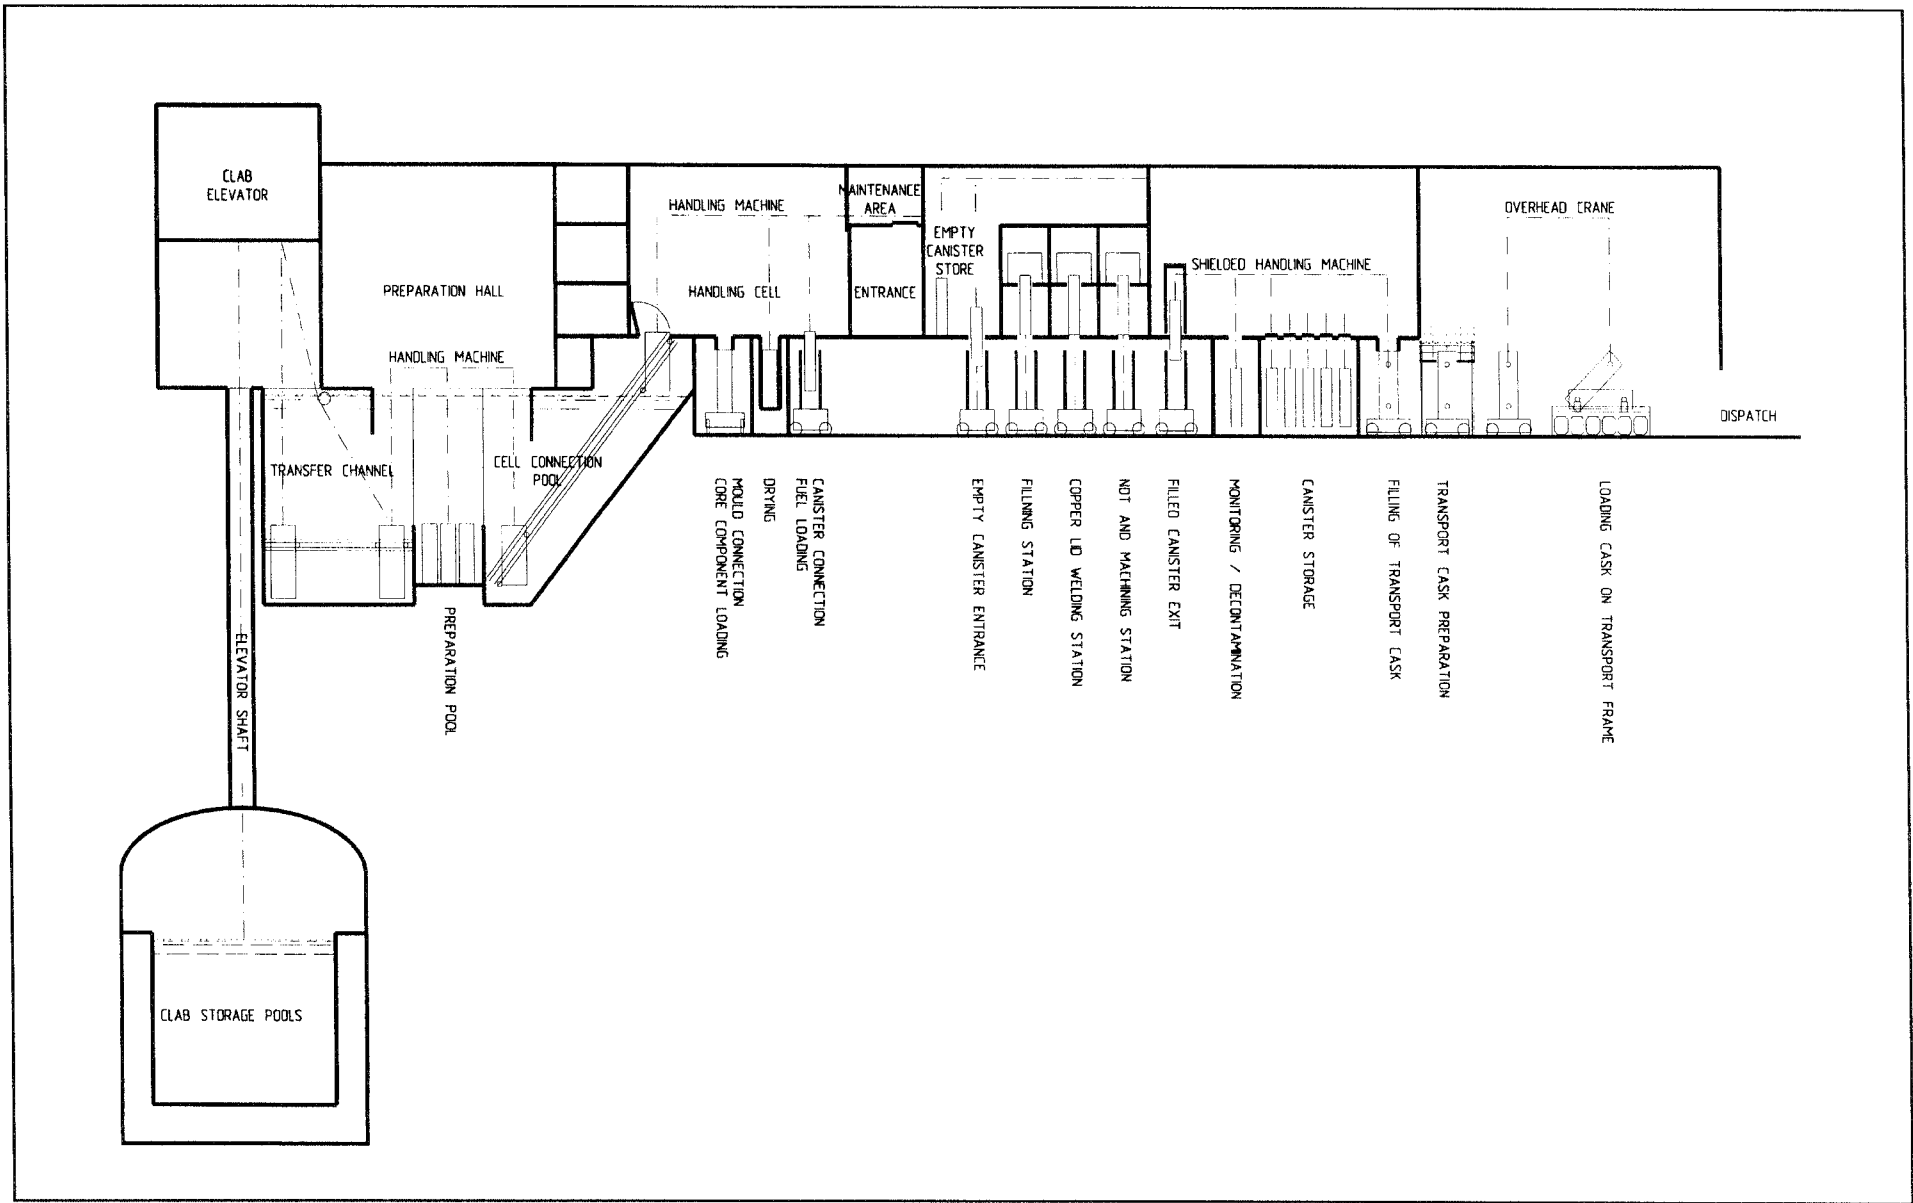 CLAB
ELEVATOR
HANDLING MACHINE
MAINTENANCE
AREA
OVERHEAD CRANE
EMPTY
CANISTER
STORE
SHIELDED HANDLING MACHINE
PREPARATION HALL
HANDLING CELL
ENTRANCE
HANDLING MACHINE
DISPATCH
TRANSFER CHANNEL
CELL CONNECTION
POOL
MOULD CONNECTION
CORE COMPONENT LOADING
DRYING
CANISTER CONNECTION
FUEL LOADING
EMPTY CANISTER ENTRANCE
FILLNING STATION
COPPER LID WELDING STATION
NDT AND MACHINING STATION
FILLED CANISTER EXIT
MONITORING / DECONTAMINATION
CANISTER STORAGE
FILLING OF TRANSPORT CASK
TRANSPORT CASK PREPARATION
LOADING CASK ON TRANSPORT FRAME
PREPARATION POOL
ELEVATOR SHAFT
CLAB STORAGE POOLS